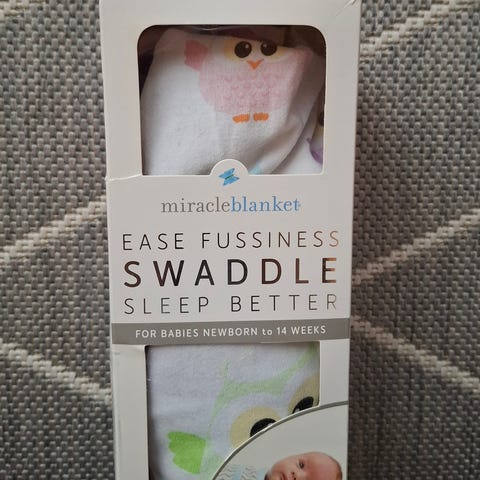 miracleblanket
EASE FUSSINESS
SWADDLE
SLEEP BETTER
FOR BABIES NEWBORN to 14 WEEKS